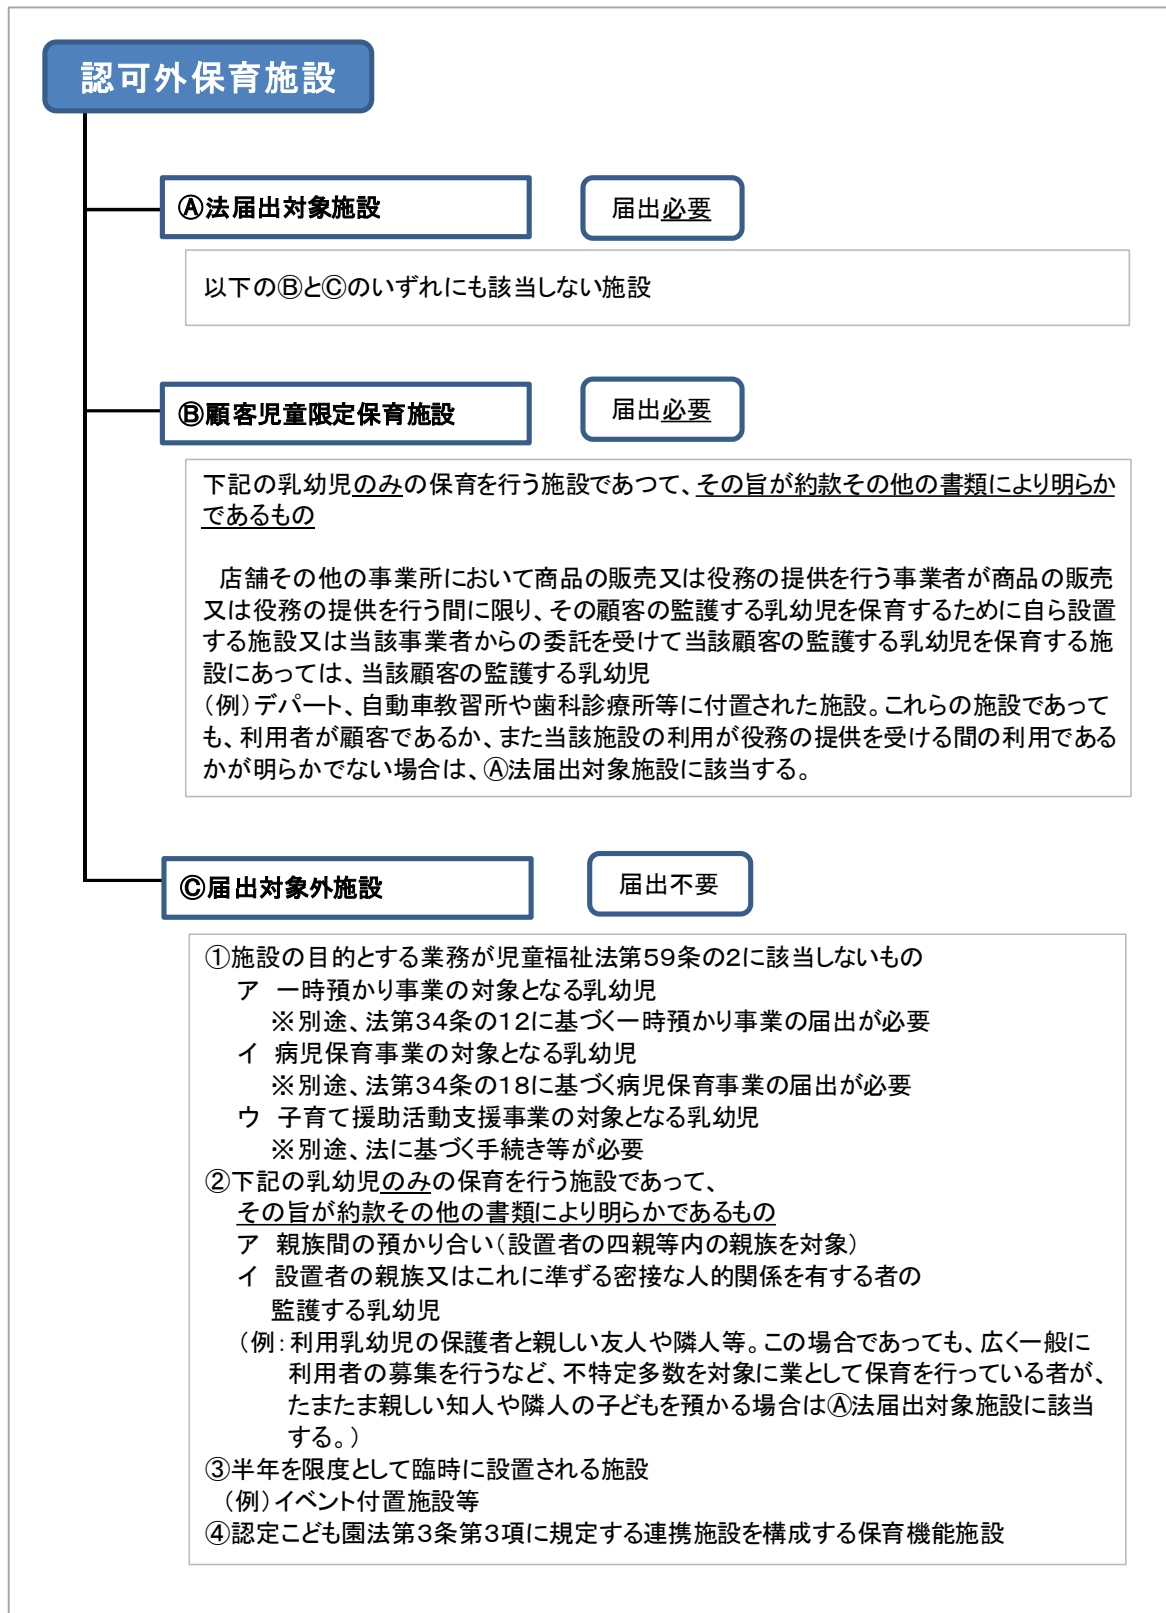 認可外保育施設
Ⓐ法届出対象施設
届出必要
以下のⒷとⒸのいずれにも該当しない施設
Ⓑ顧客児童限定保育施設
届出必要
下記の乳幼児のみの保育を行う施設であつて、その旨が約款その他の書類により明らか
であるもの
店舗その他の事業所において商品の販売又は役務の提供を行う事業者が商品の販売
又は役務の提供を行う間に限り、その顧客の監護する乳幼児を保育するために自ら設置
する施設又は当該事業者からの委託を受けて当該顧客の監護する乳幼児を保育する施
設にあっては、当該顧客の監護する乳幼児
（例）デパート、自動車教習所や歯科診療所等に付置された施設。これらの施設であって
も、利用者が顧客であるか、また当該施設の利用が役務の提供を受ける間の利用である
かが明らかでない場合は、Ⓐ法届出対象施設に該当する。
Ⓒ届出対象外施設
届出不要
①施設の目的とする業務が児童福祉法第５９条の２に該当しないもの
ア　一時預かり事業の対象となる乳幼児
※別途、法第３４条の１２に基づく一時預かり事業の届出が必要
イ　病児保育事業の対象となる乳幼児
※別途、法第３４条の１８に基づく病児保育事業の届出が必要
ウ　子育て援助活動支援事業の対象となる乳幼児
※別途、法に基づく手続き等が必要
②下記の乳幼児のみの保育を行う施設であって、
その旨が約款その他の書類により明らかであるもの
ア　親族間の預かり合い（設置者の四親等内の親族を対象）
イ　設置者の親族又はこれに準ずる密接な人的関係を有する者の
監護する乳幼児
（例：利用乳幼児の保護者と親しい友人や隣人等。この場合であっても、広く一般に
利用者の募集を行うなど、不特定多数を対象に業として保育を行っている者が、
たまたま親しい知人や隣人の子どもを預かる場合はⒶ法届出対象施設に該当
する。）
③半年を限度として臨時に設置される施設
（例）イベント付置施設等
④認定こども園法第３条第３項に規定する連携施設を構成する保育機能施設